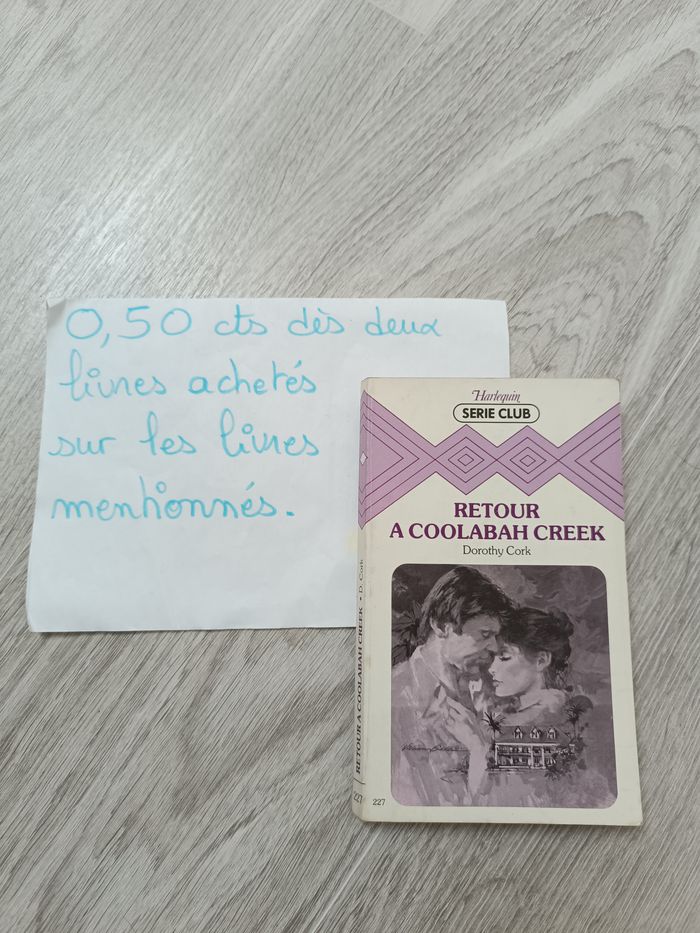 0,50 cts dès deux
livres achetés
sur les livres
mentionnés.
Harlequin
SERIE CLUB
RETOUR
A COOLABAH CREEK
Dorothy Cork
227
RETOUR A COOLABAH CREEK • D. Cork
227